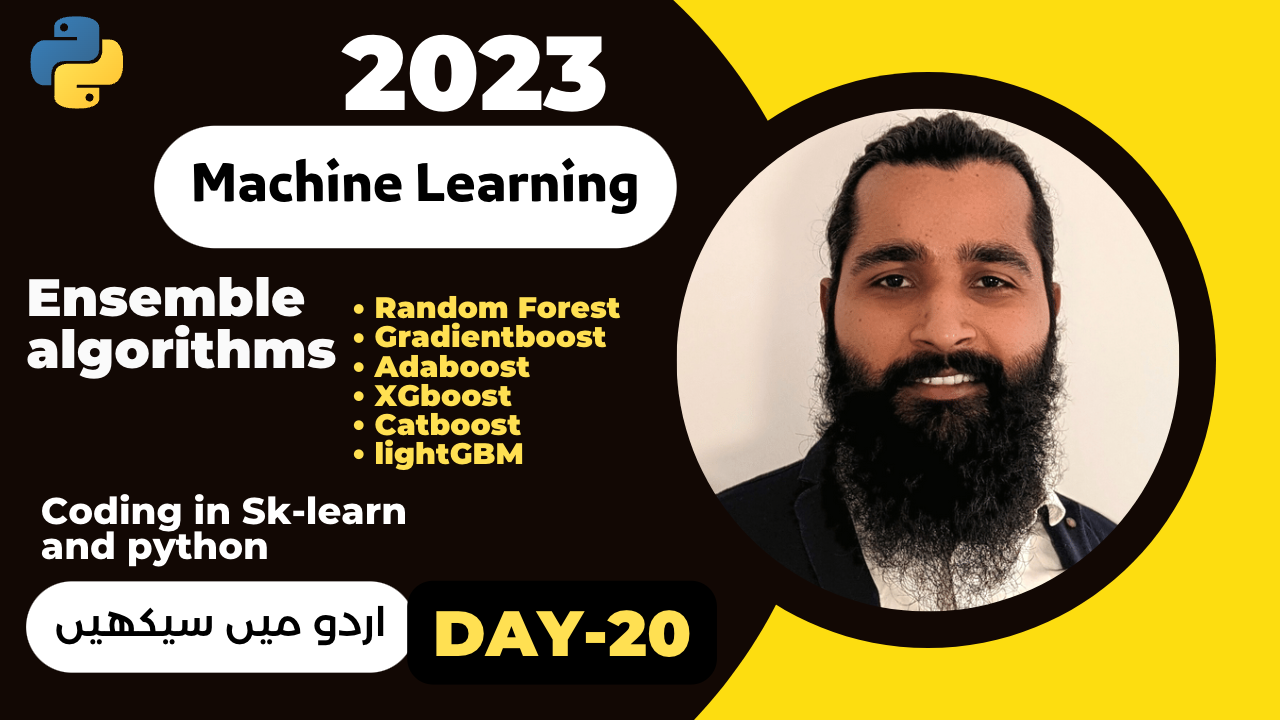 2023
Machine Learning
Ensemble
algorithms
• Random Forest
• Gradientboost
• Adaboost
• XGboost
• Catboost
• lightGBM
Coding in Sk-learn
and python
اردو میں سیکھیں
DAY-20